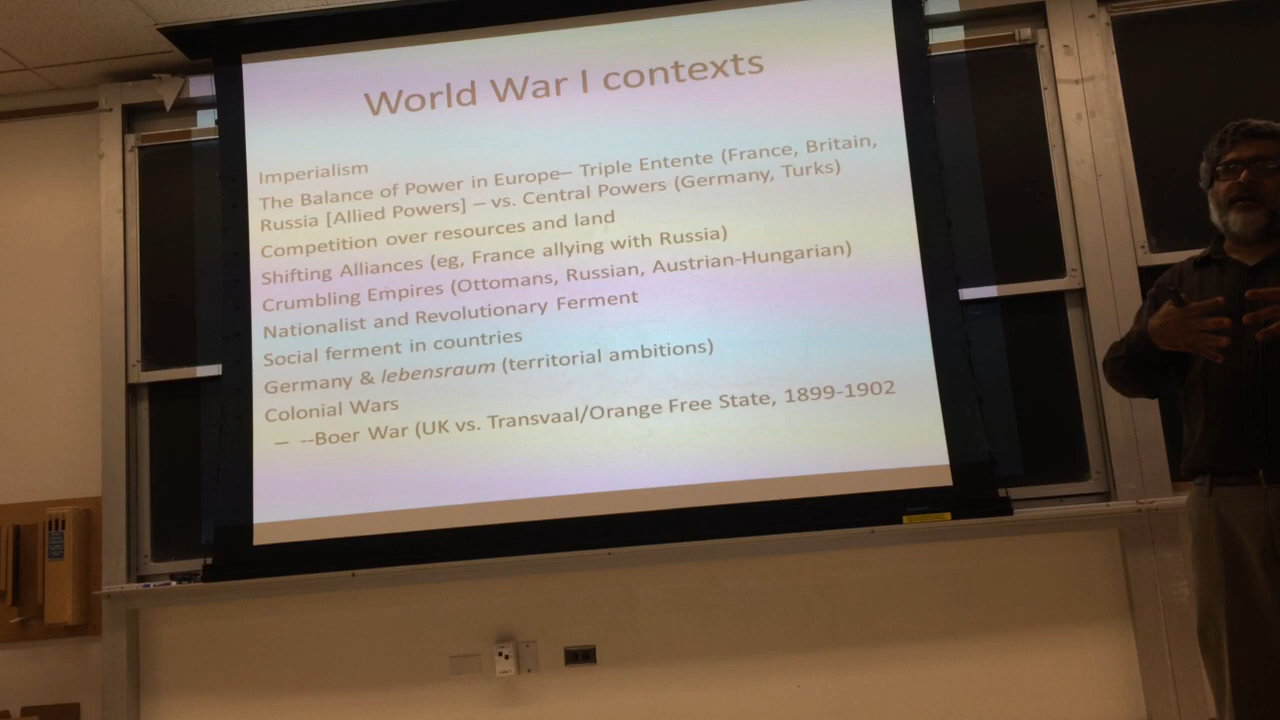 World War I contexts
Imperialism
The Balance of Power in Europe– Triple Entente (France, Britain,
Russia [Allied Powers] – vs. Central Powers (Germany, Turks)
Competition over resources and land
Shifting Alliances (eg, France allying with Russia)
Crumbling Empires (Ottomans, Russian, Austrian-Hungarian)
Nationalist and Revolutionary Ferment
Social ferment in countries
Germany & lebensraum (territorial ambitions)
Colonial Wars
– --Boer War (UK vs. Transvaal/Orange Free State, 1899-1902